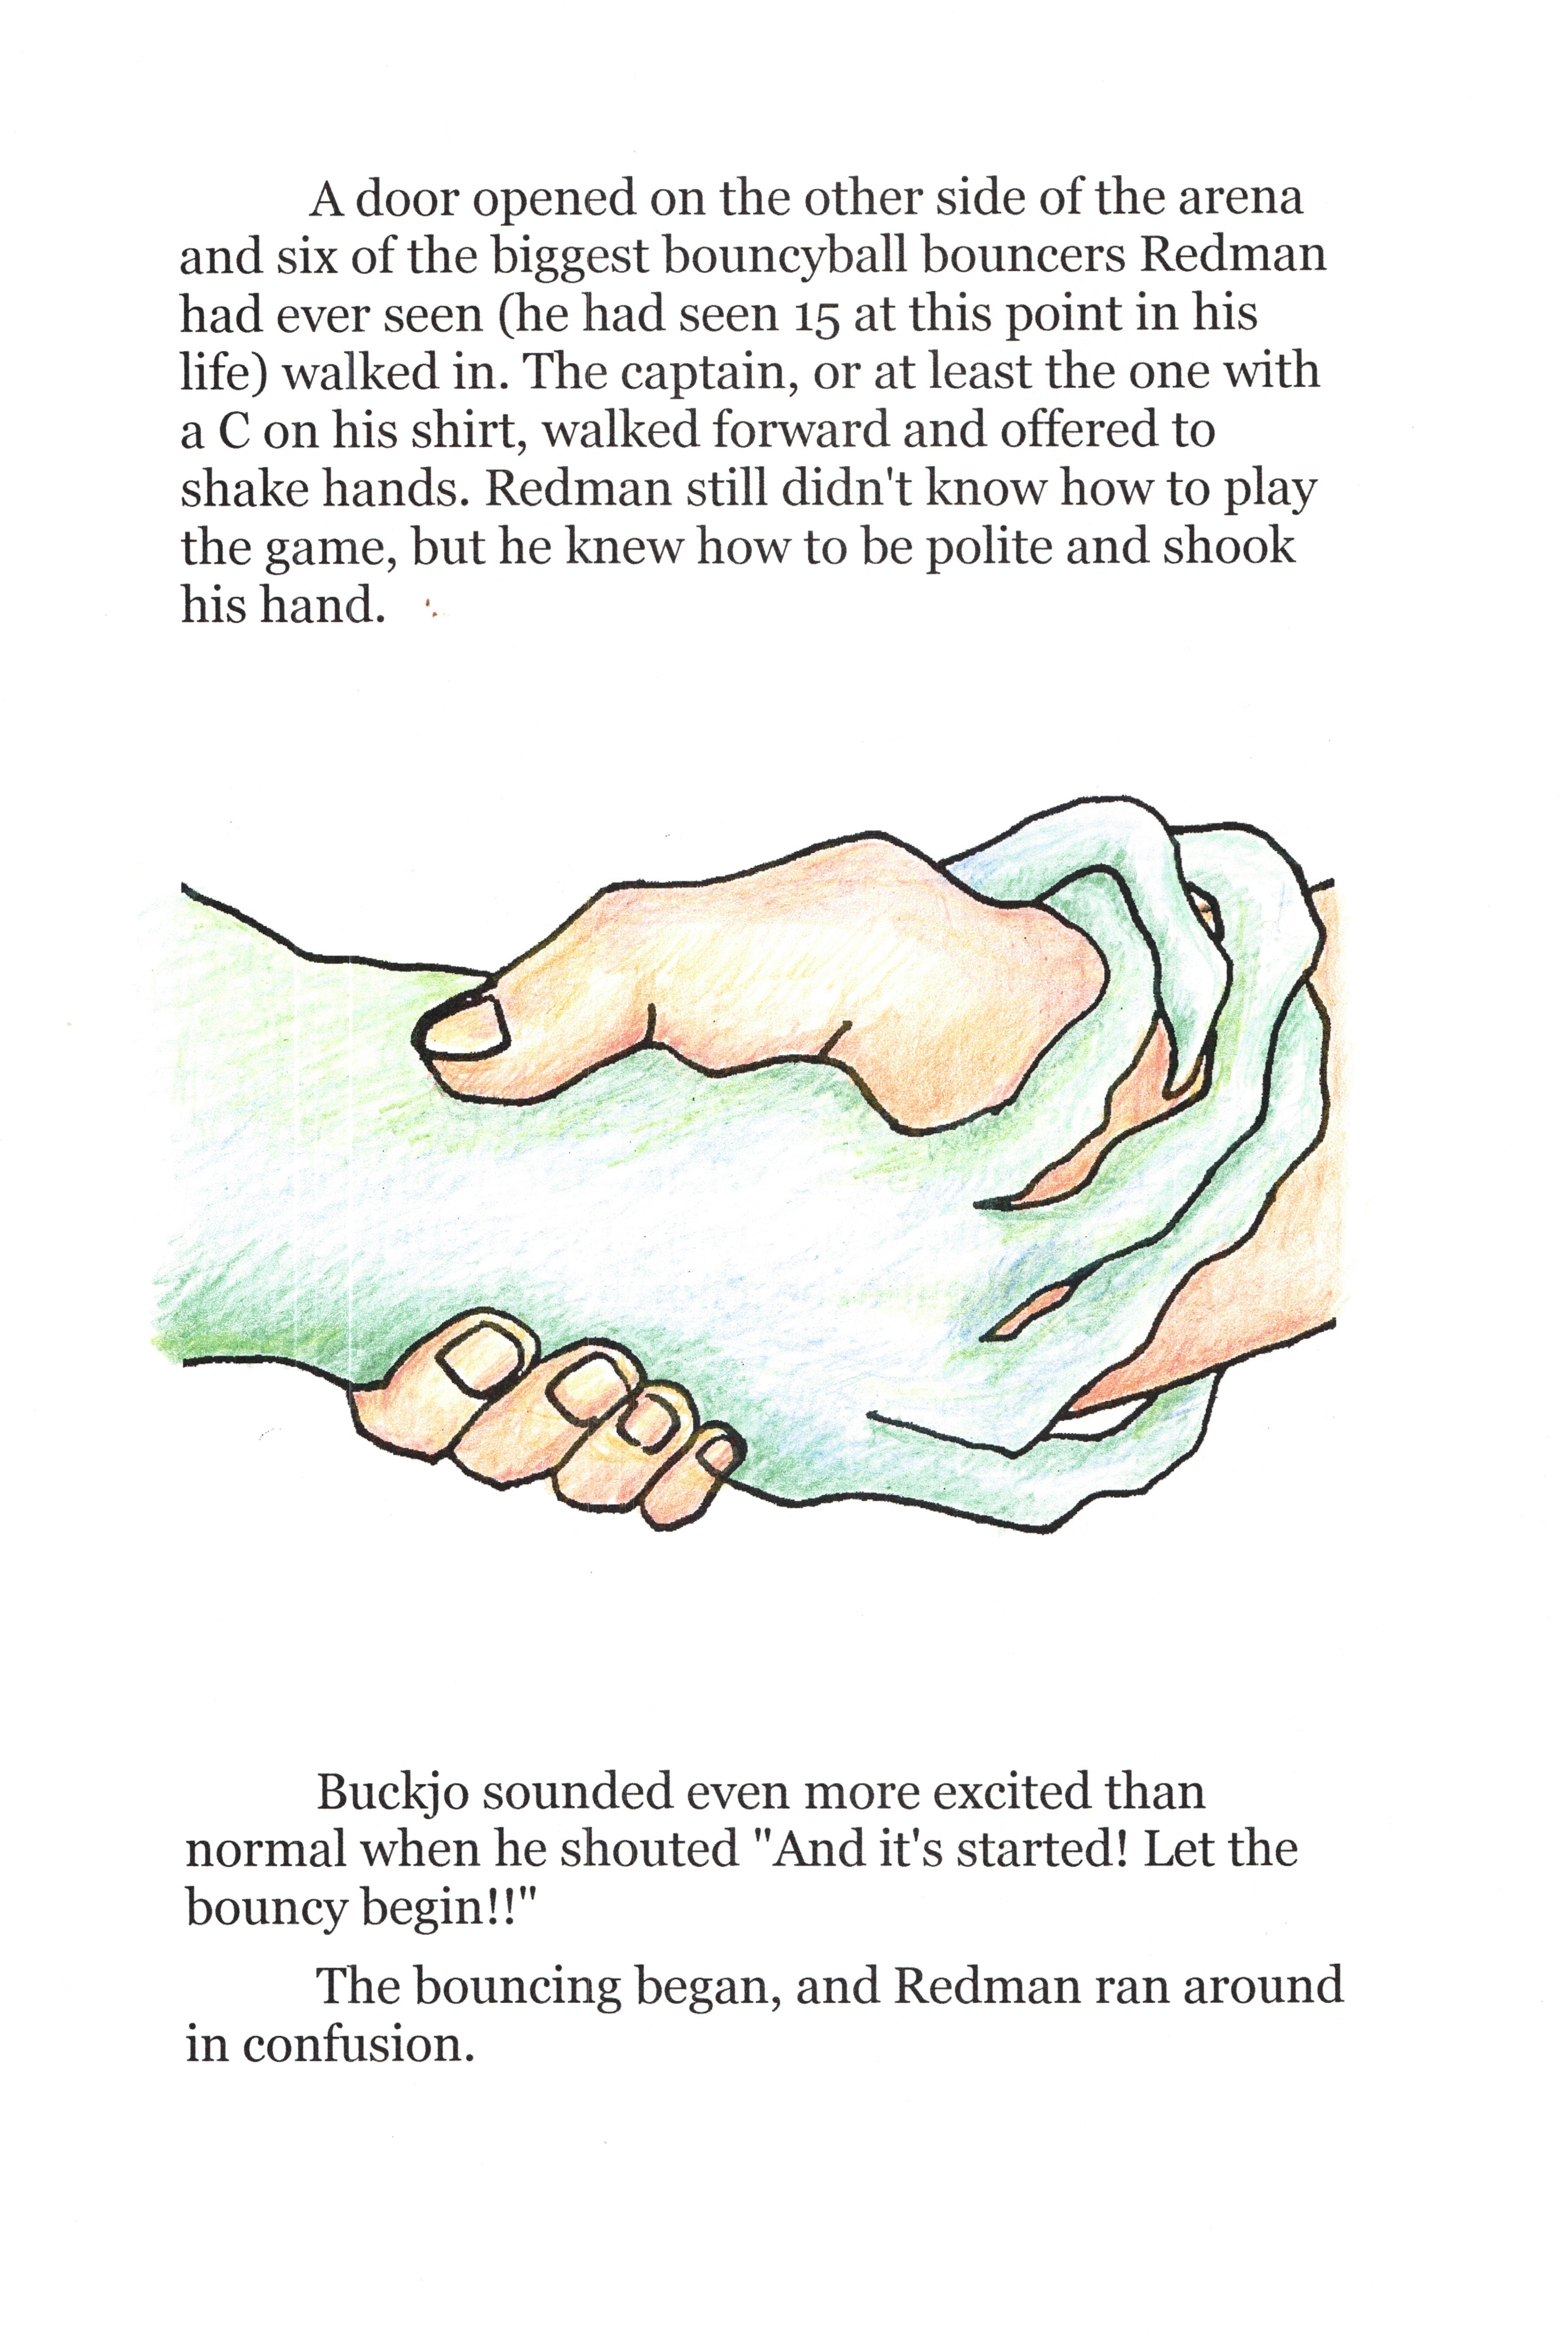 A door opened on the other side of the arena
and six of the biggest bouncyball bouncers Redman
had ever seen (he had seen 15 at this point in his
life) walked in. The captain, or at least the one with
a C on his shirt, walked forward and offered to
shake hands. Redman still didn't know how to play
the game, but he knew how to be polite and shook
his hand.
Buckjo sounded even more excited than
normal when he shouted "And it's started! Let the
bouncy begin!!"
The bouncing began, and Redman ran around
in confusion.